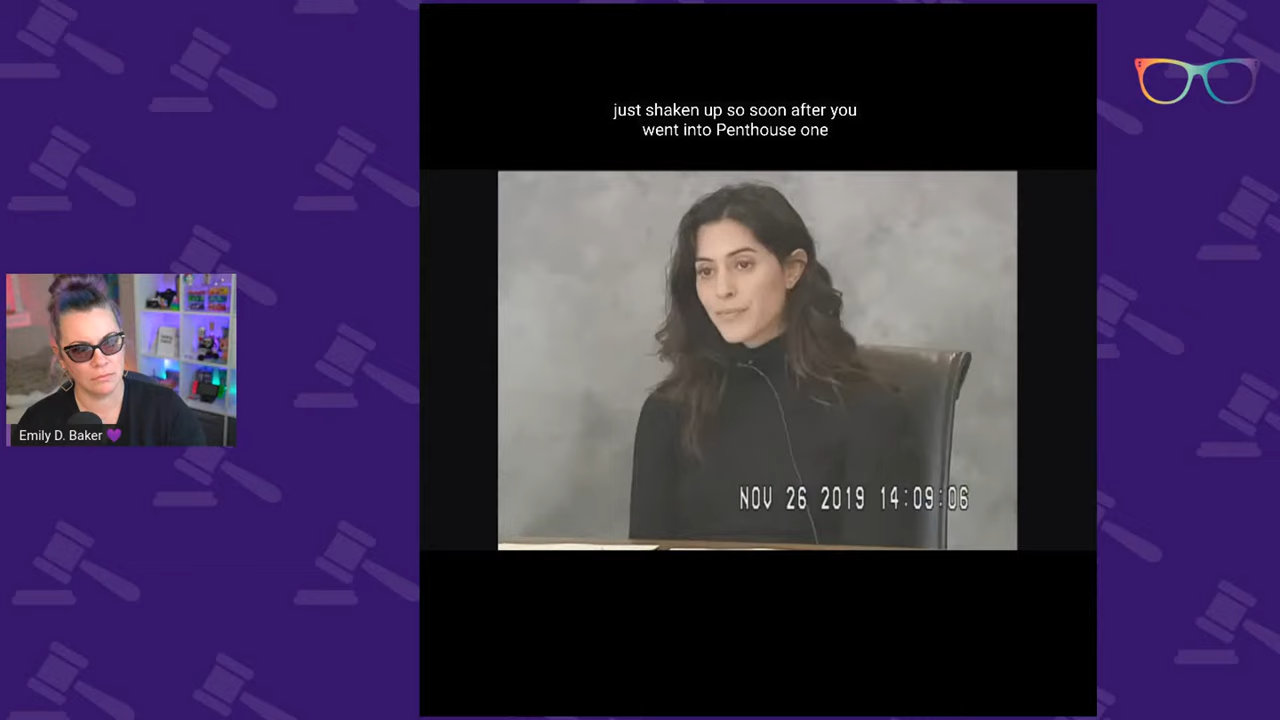 just shaken up so soon after you
went into Penthouse one
NOV 26 2019 14:09:06
Emily D. Baker 💜